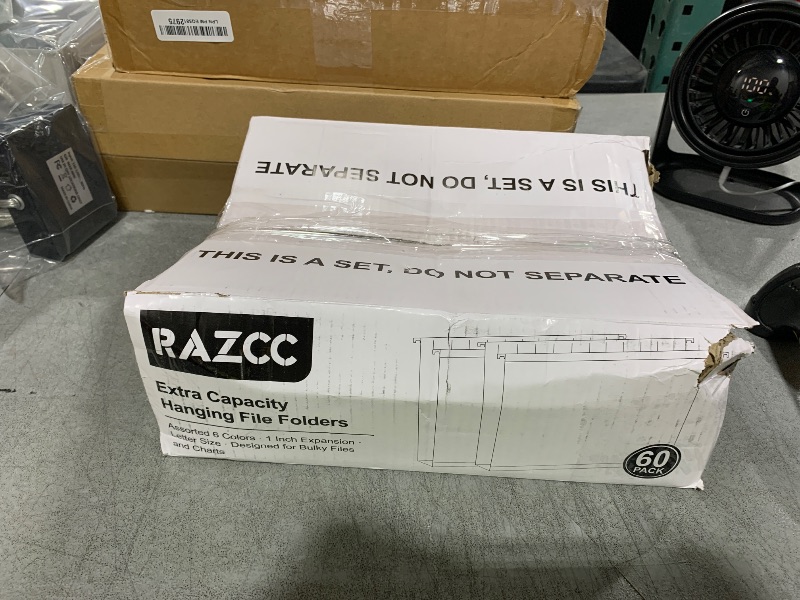 THIS IS A SET, DO NOT SEPARATE
THIS IS A SET, DO NOT SEPARATE
RAZCC
Extra Capacity
Hanging File Folders
Assorted 6 Colors · 1 Inch Expansion ·
Letter Size · Designed for Bulky Files
and Charts
60
PACK
100